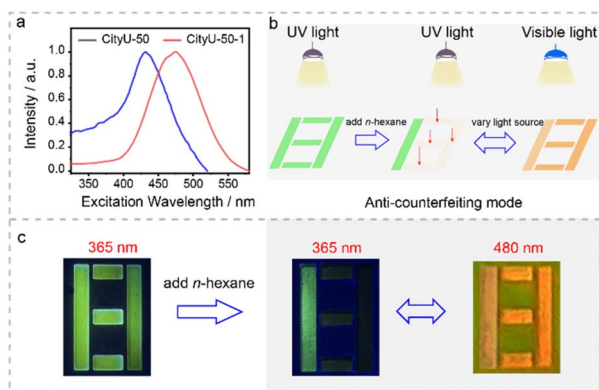 a
CityU-50 CityU-50-1
1.0
0.8
0.6
0.4
0.2
0.0
Intensity / a.u.
350 400 450 500 550
Excitation Wavelength / nm
b
UV light UV light Visible light
add n-hexane
vary light source
Anti-counterfeiting mode
c
365 nm
add n-hexane
365 nm
480 nm